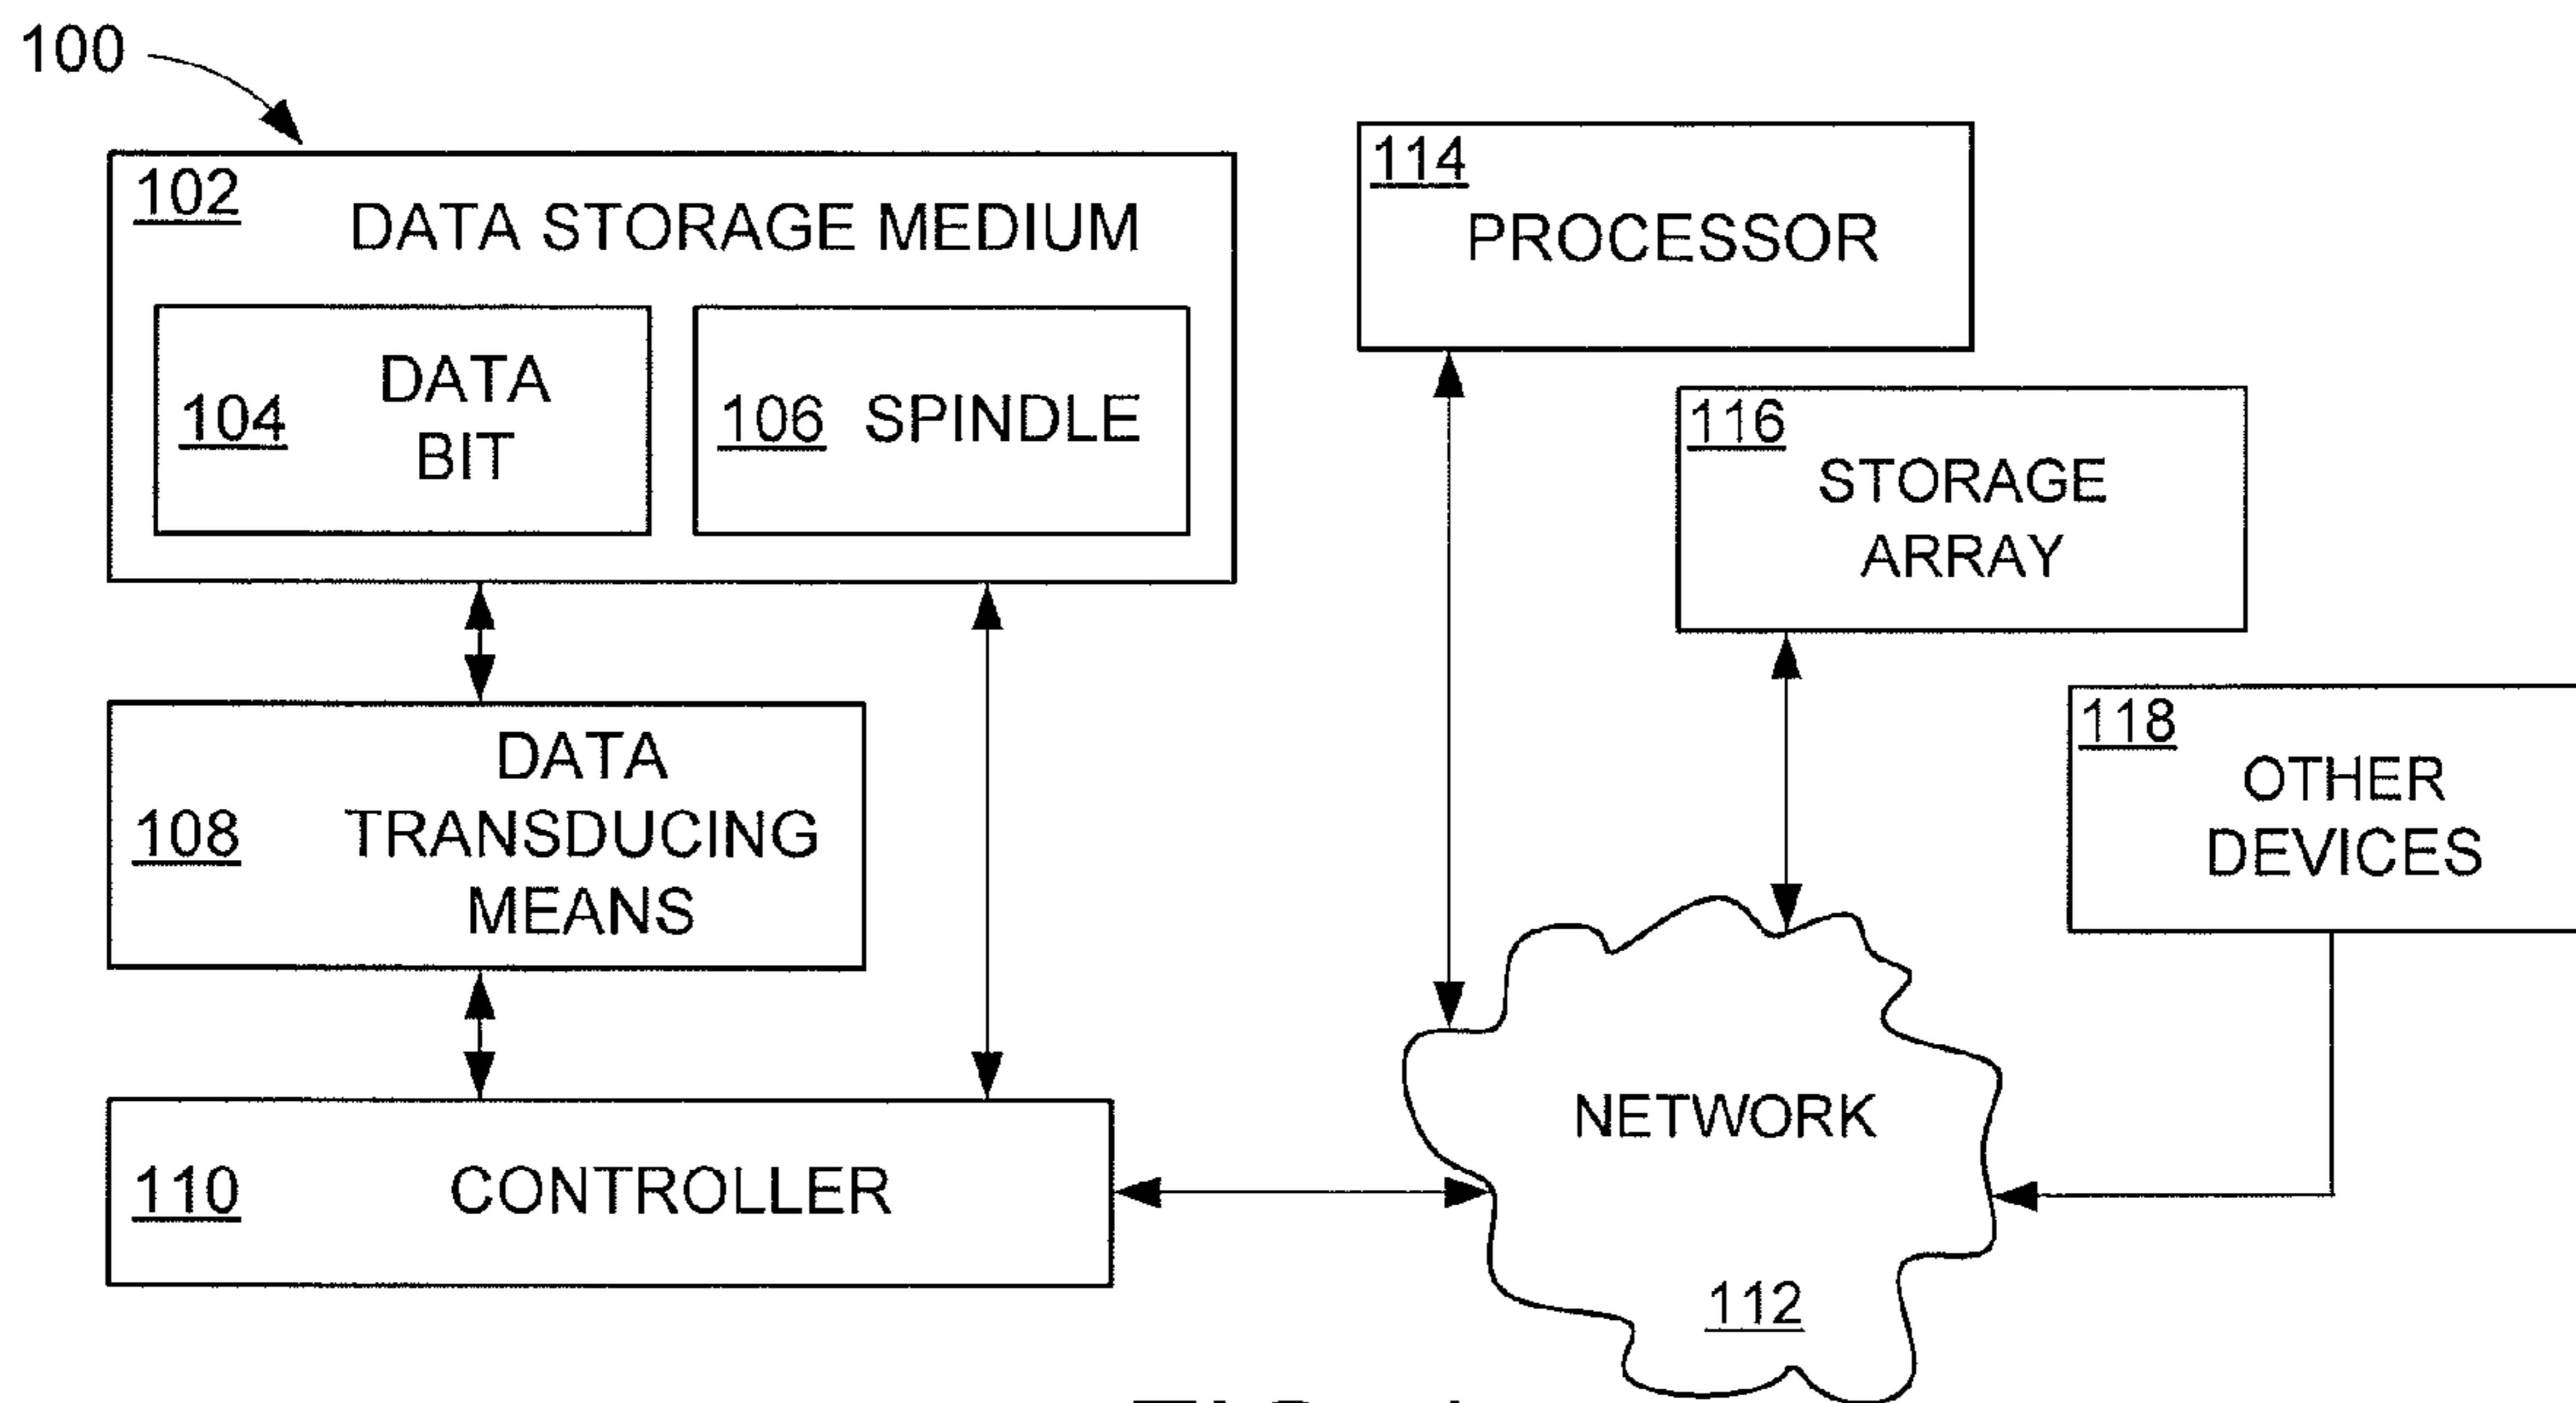 100
102
DATA STORAGE MEDIUM
104
DATA
BIT
106 SPINDLE
108
DATA
TRANSDUCING
MEANS
110
CONTROLLER
114
PROCESSOR
116
STORAGE
ARRAY
118
OTHER
DEVICES
NETWORK
112